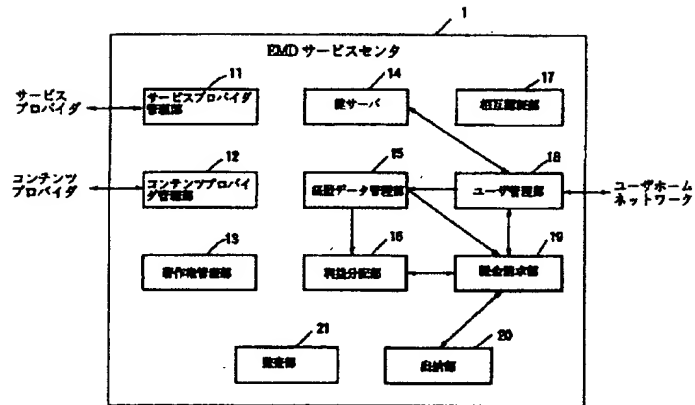 1
EMD サービスセンタ
11
14
17
サービス
プロバイダ
サービスプロバイダ
管理部
鍵サーバ
相互認証部
12
15
18
コンテンツ
プロバイダ
コンテンツプロバイ
ダ管理部
経歴データ管理部
ユーザ管理部
ユーザホーム
ネットワーク
13
16
19
著作権管理部
利益分配部
課金請求部
21
20
監査部
出納部